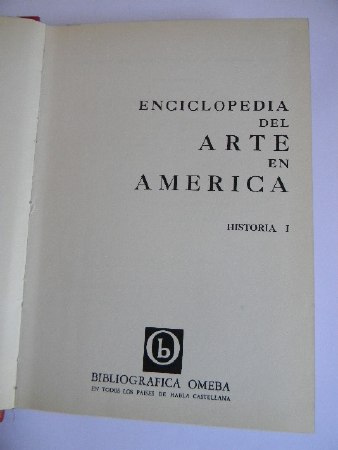 ENCICLOPEDIA
DEL
ARTE
EN
AMERICA
HISTORIA I
b
BIBLIOGRAFICA OMEBA
EN TODOS LOS PAISES DE HABLA CASTELLANA